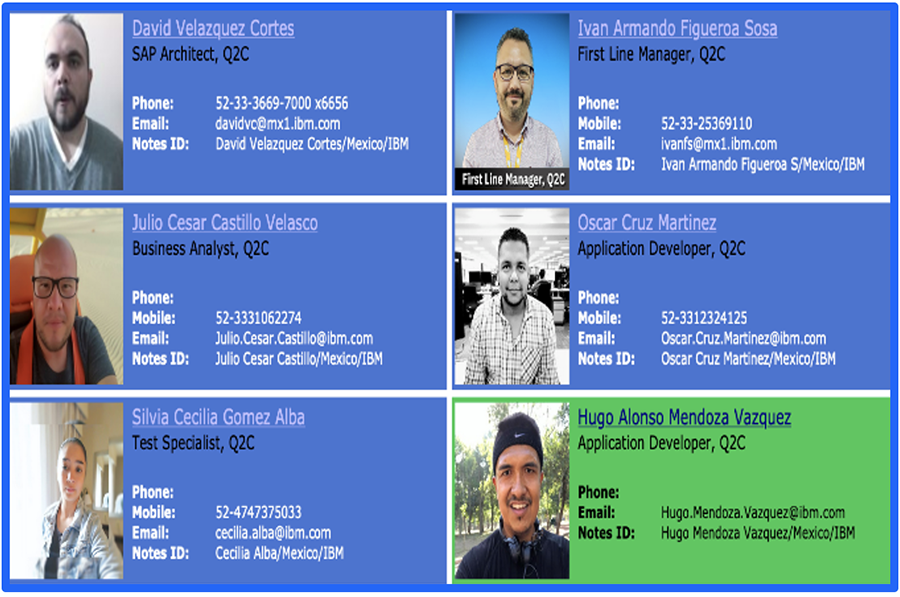 David Velazquez Cortes
SAP Architect, Q2C
Phone: 52-33-3669-7000 x6656
Email: davidvc@mx1.ibm.com
Notes ID: David Velazquez Cortes/Mexico/IBM
Ivan Armando Figueroa Sosa
First Line Manager, Q2C
Phone:
Mobile: 52-33-25369110
Email: ivanfs@mx1.ibm.com
Notes ID: Ivan Armando Figueroa S/Mexico/IBM
First Line Manager, Q2C
Julio Cesar Castillo Velasco
Business Analyst, Q2C
Phone:
Mobile: 52-3331062274
Email: Julio.Cesar.Castillo@ibm.com
Notes ID: Julio Cesar Castillo/Mexico/IBM
Oscar Cruz Martinez
Application Developer, Q2C
Phone:
Mobile: 52-3312324125
Email: Oscar.Cruz.Martinez@ibm.com
Notes ID: Oscar Cruz Martinez/Mexico/IBM
Silvia Cecilia Gomez Alba
Test Specialist, Q2C
Phone:
Mobile: 52-4747375033
Email: cecilia.alba@ibm.com
Notes ID: Cecilia Alba/Mexico/IBM
Hugo Alonso Mendoza Vazquez
Application Developer, Q2C
Phone:
Email: Hugo.Mendoza.Vazquez@ibm.com
Notes ID: Hugo Mendoza Vazquez/Mexico/IBM